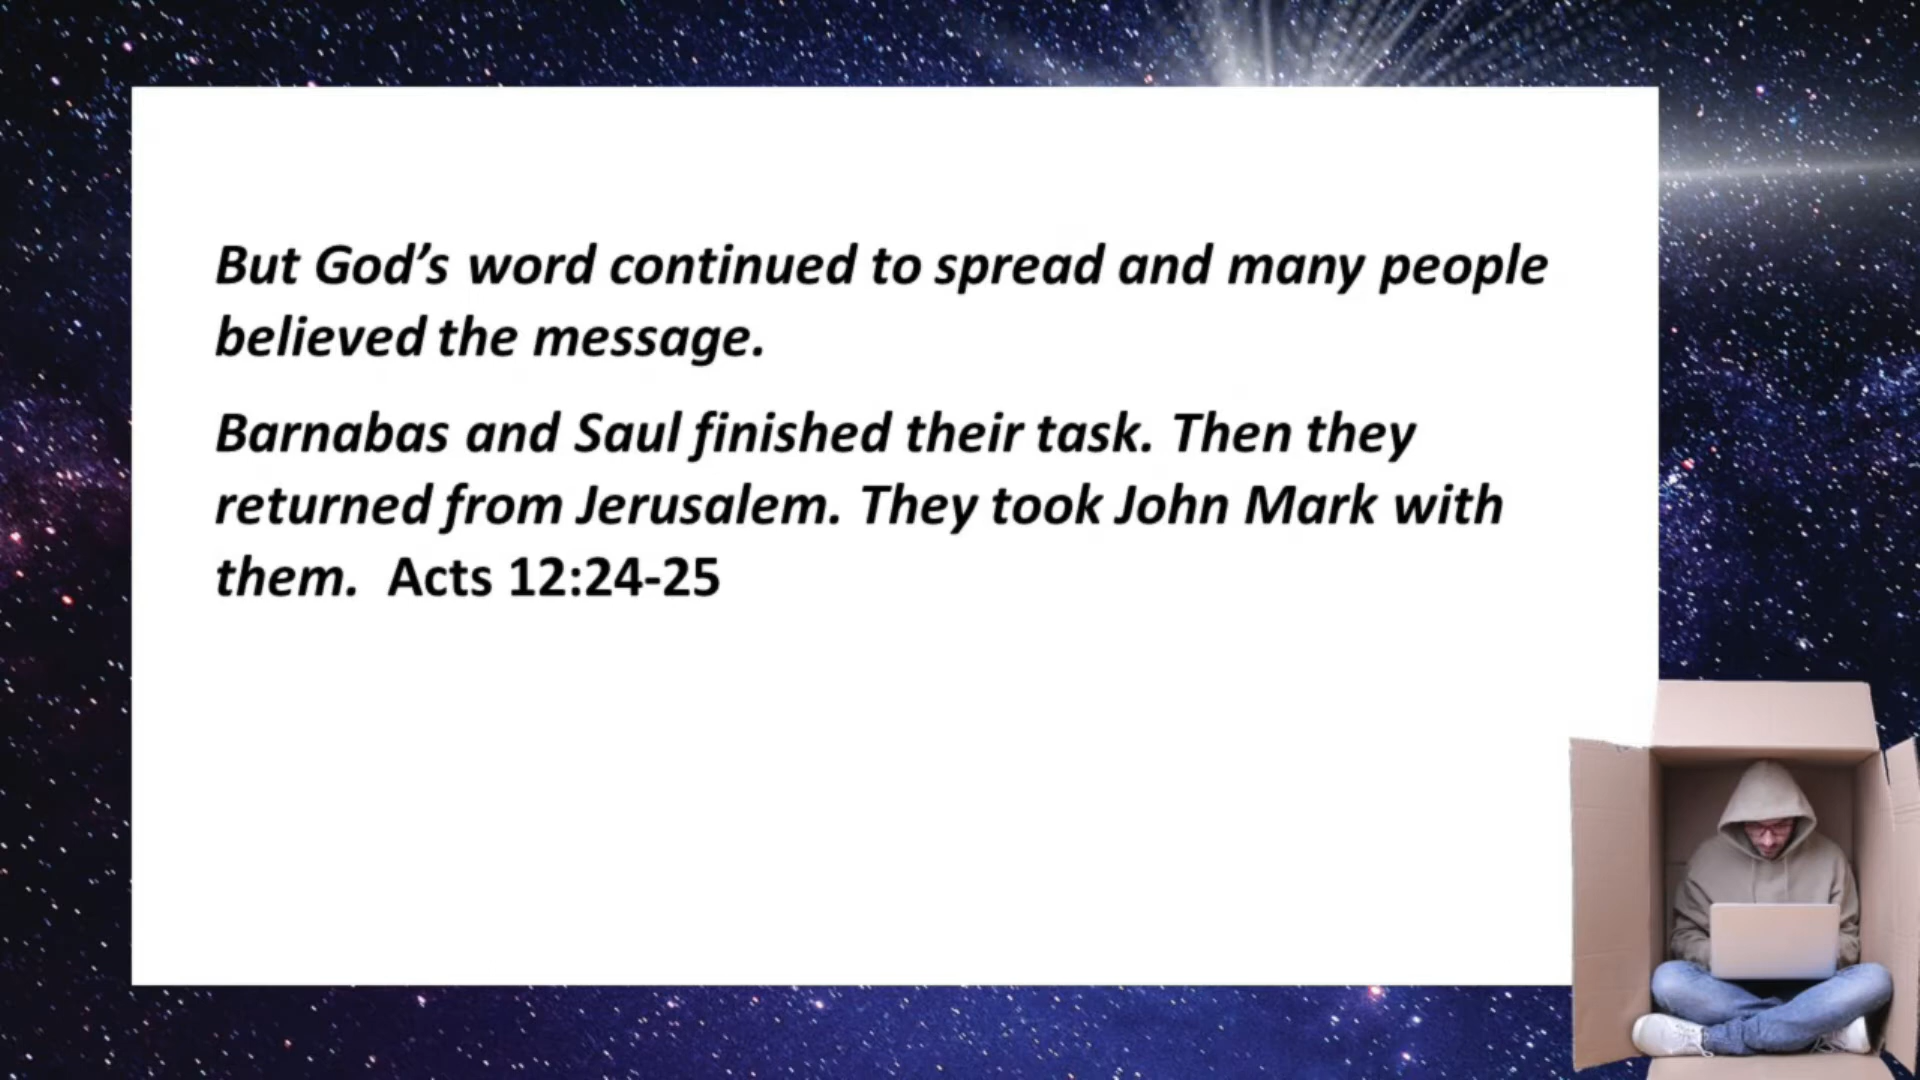 But God’s word continued to spread and many people
believed the message.
Barnabas and Saul finished their task. Then they
returned from Jerusalem. They took John Mark with
them.  Acts 12:24-25